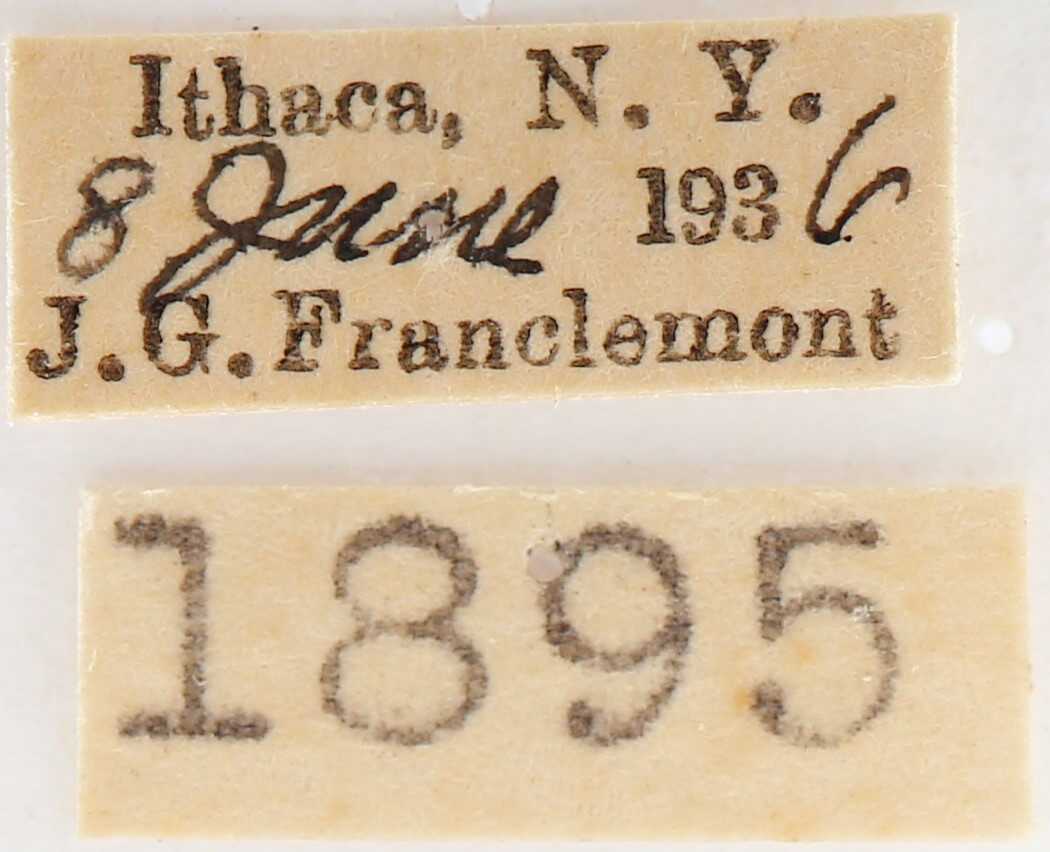 Ithaca, N. Y.
8 June 1936
J. G. Franclemont
1895